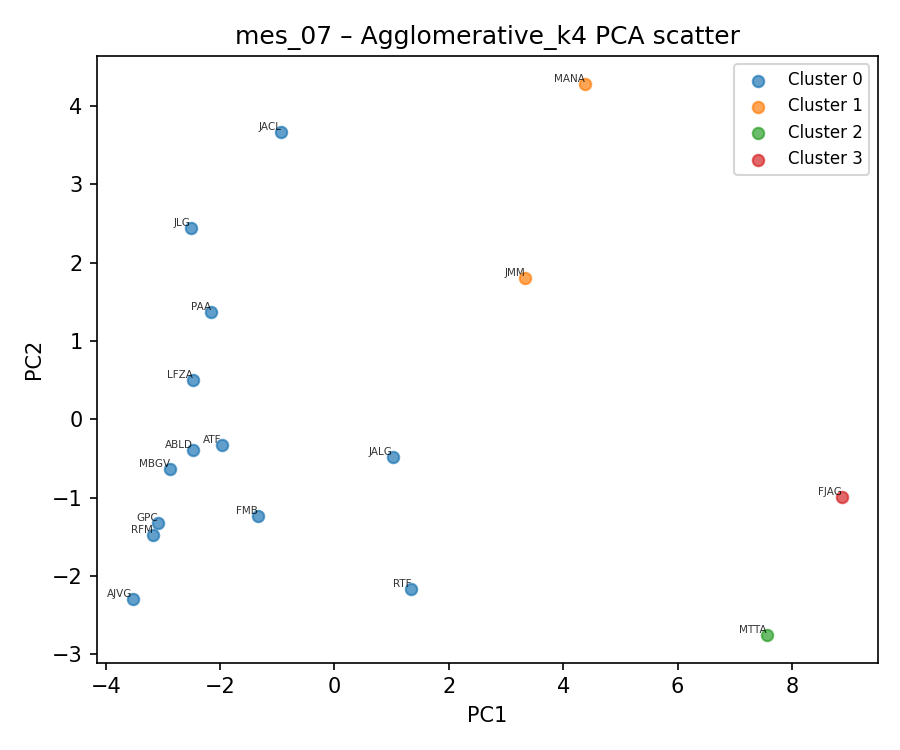 mes_07 – Agglomerative_k4 PCA scatter
MANA
Cluster 0
Cluster 1
Cluster 2
Cluster 3
JACL
JLG
JMM
PAA
LFZA
ATF
ABLD
JALG
MBGV
FJAG
GPC
FMB
RFM
RTF
AJVG
MTTA
4
3
2
1
0
−1
−2
−3
PC2
−4
−2
0
2
4
6
8
PC1